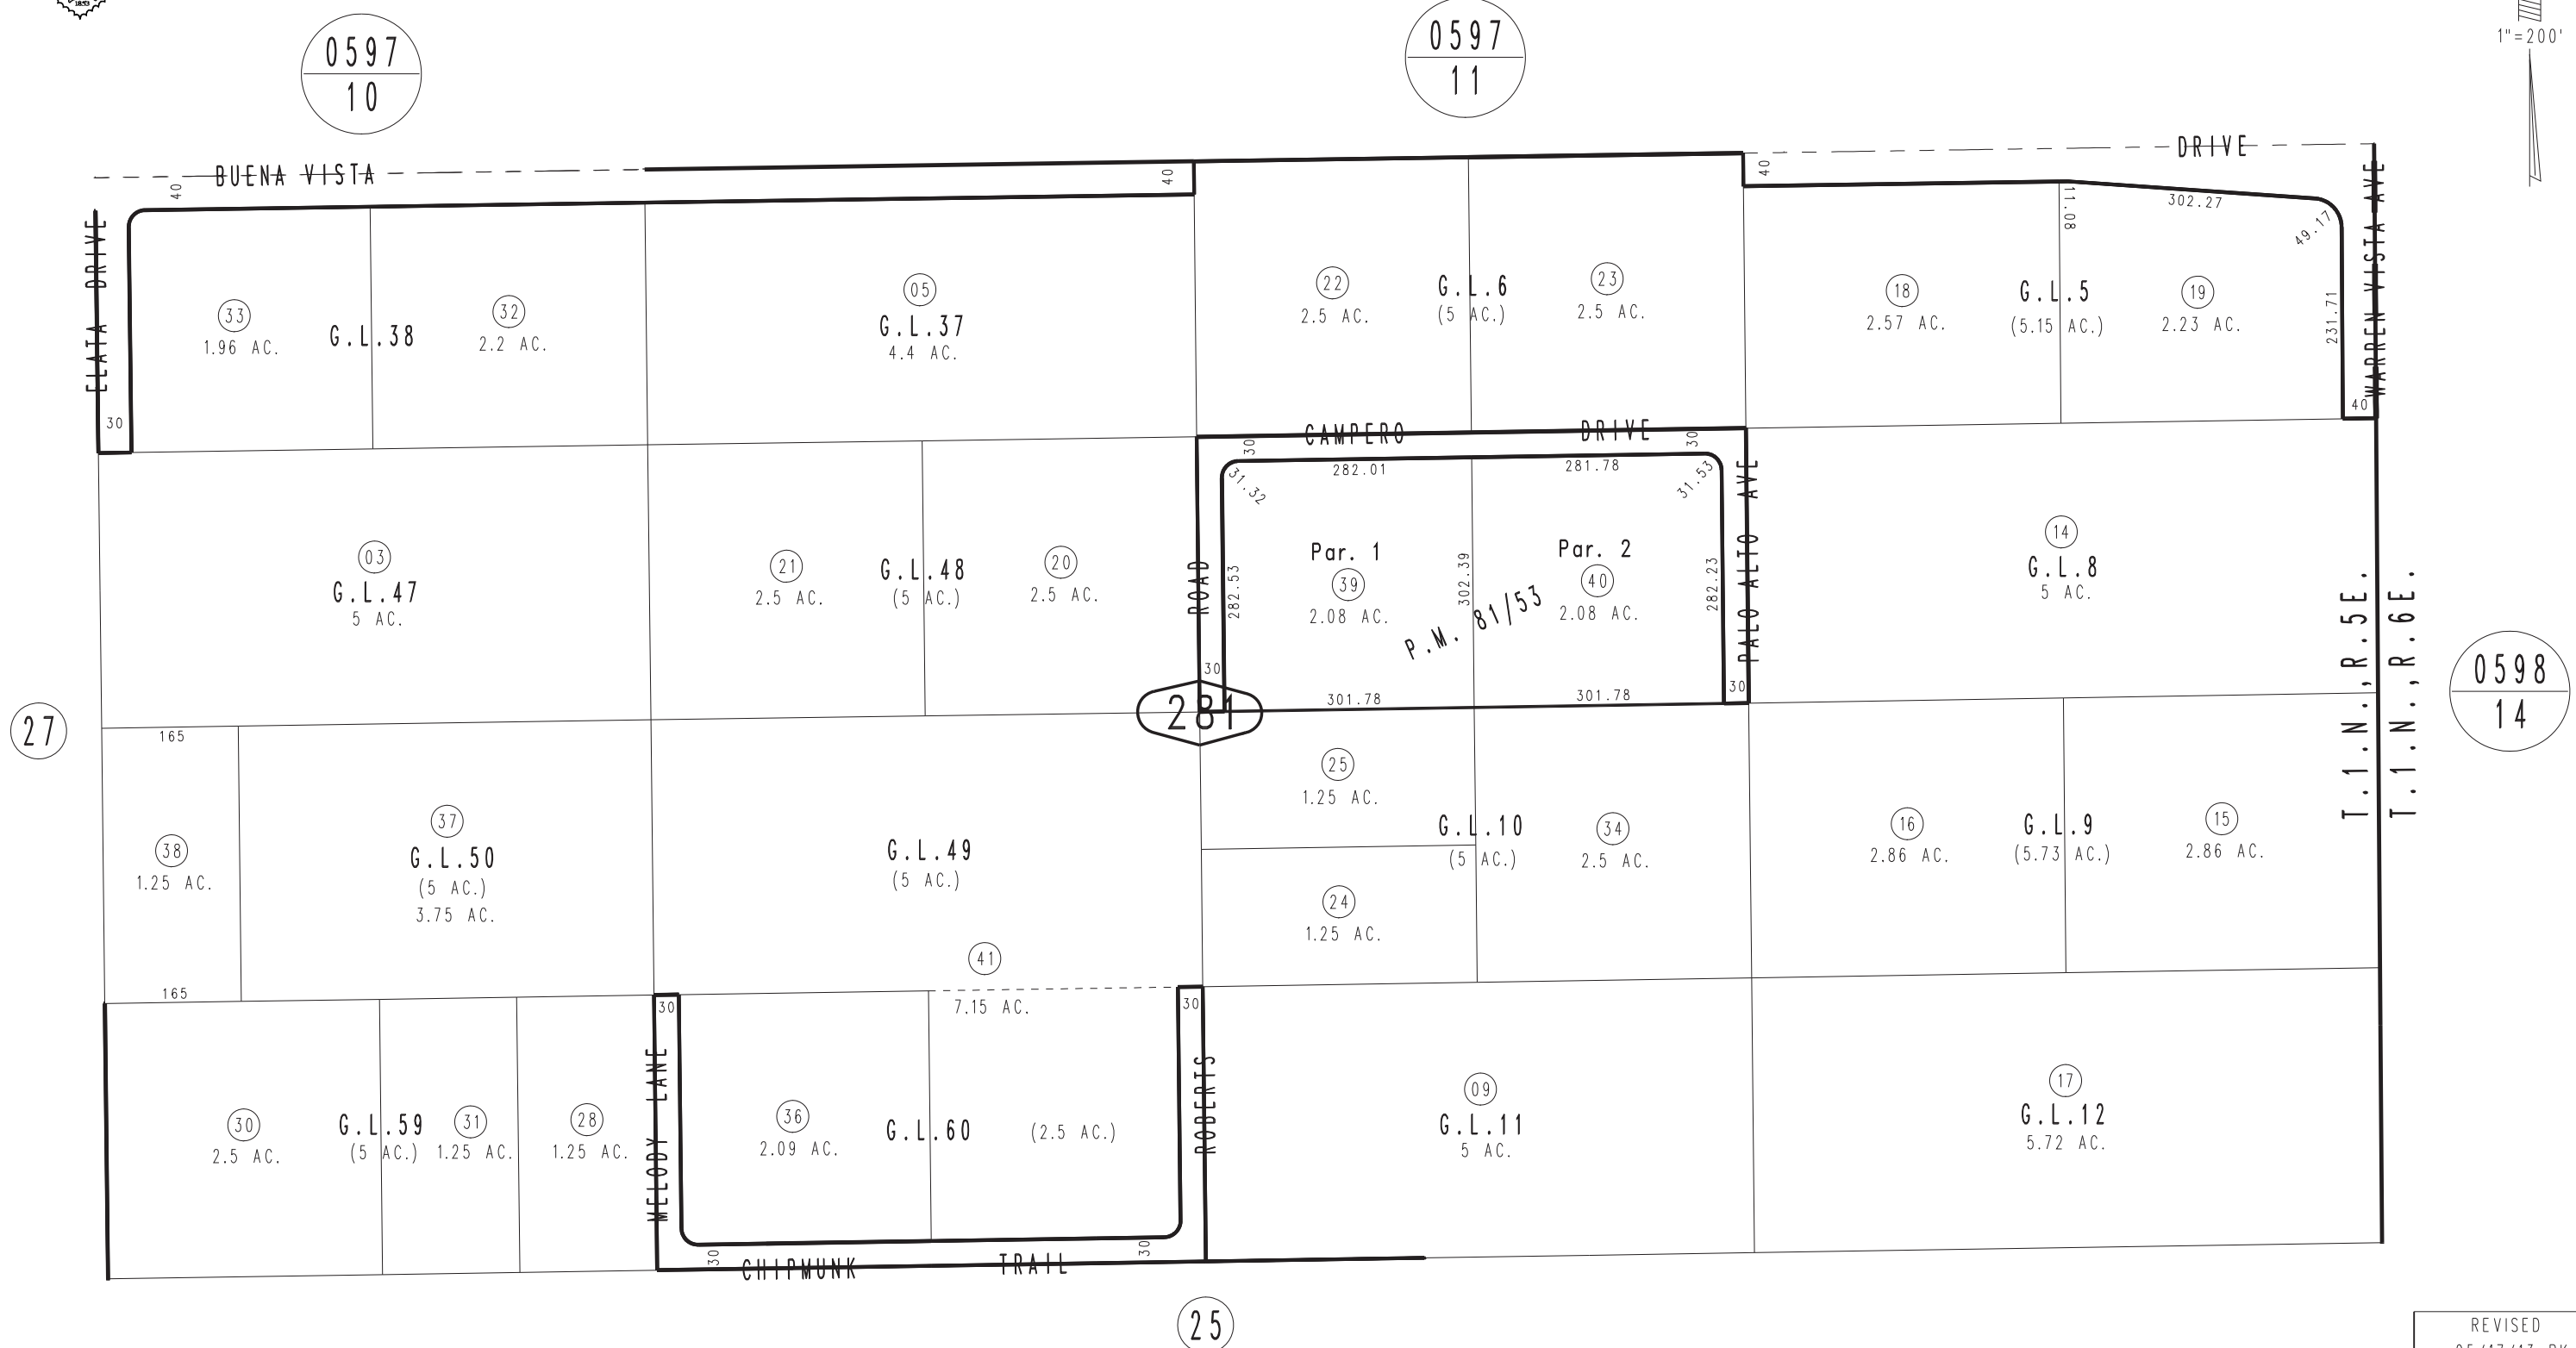 1853
0597
10
0597
11
1"=200'
BUENA VISTA
DRIVE
40
40
40
11.08
302.27
49.17
ELATA DRIVE
WARREN VISTA AVE
33
1.96 AC.
G.L.38
32
2.2 AC.
05
G.L.37
4.4 AC.
22
2.5 AC.
G.L.6
(5 AC.)
23
2.5 AC.
18
2.57 AC.
G.L.5
(5.15 AC.)
19
2.23 AC.
231.71
30
40
CAMPERO DRIVE
30
30
282.01
281.78
31.32
31.53
03
G.L.47
5 AC.
21
2.5 AC.
G.L.48
(5 AC.)
20
2.5 AC.
ROAD
282.53
Par. 1
39
2.08 AC.
302.39
P.M. 81/53
Par. 2
40
2.08 AC.
282.23
PALO ALTO AVE
14
G.L.8
5 AC.
T.1.N.,R.5E.
T.1.N.,R.6E.
0598
14
30
30
301.78
301.78
281
27
165
38
1.25 AC.
37
G.L.50
(5 AC.)
3.75 AC.
G.L.49
(5 AC.)
25
1.25 AC.
G.L.10
(5 AC.)
34
2.5 AC.
24
1.25 AC.
16
2.86 AC.
G.L.9
(5.73 AC.)
15
2.86 AC.
165
41
7.15 AC.
30
30
30
2.5 AC.
G.L.59
(5 AC.)
31
1.25 AC.
28
1.25 AC.
MELODY LANE
36
2.09 AC.
G.L.60
(2.5 AC.)
ROBERTS
09
G.L.11
5 AC.
17
G.L.12
5.72 AC.
30
30
CHIPMUNK TRAIL
25
REVISED